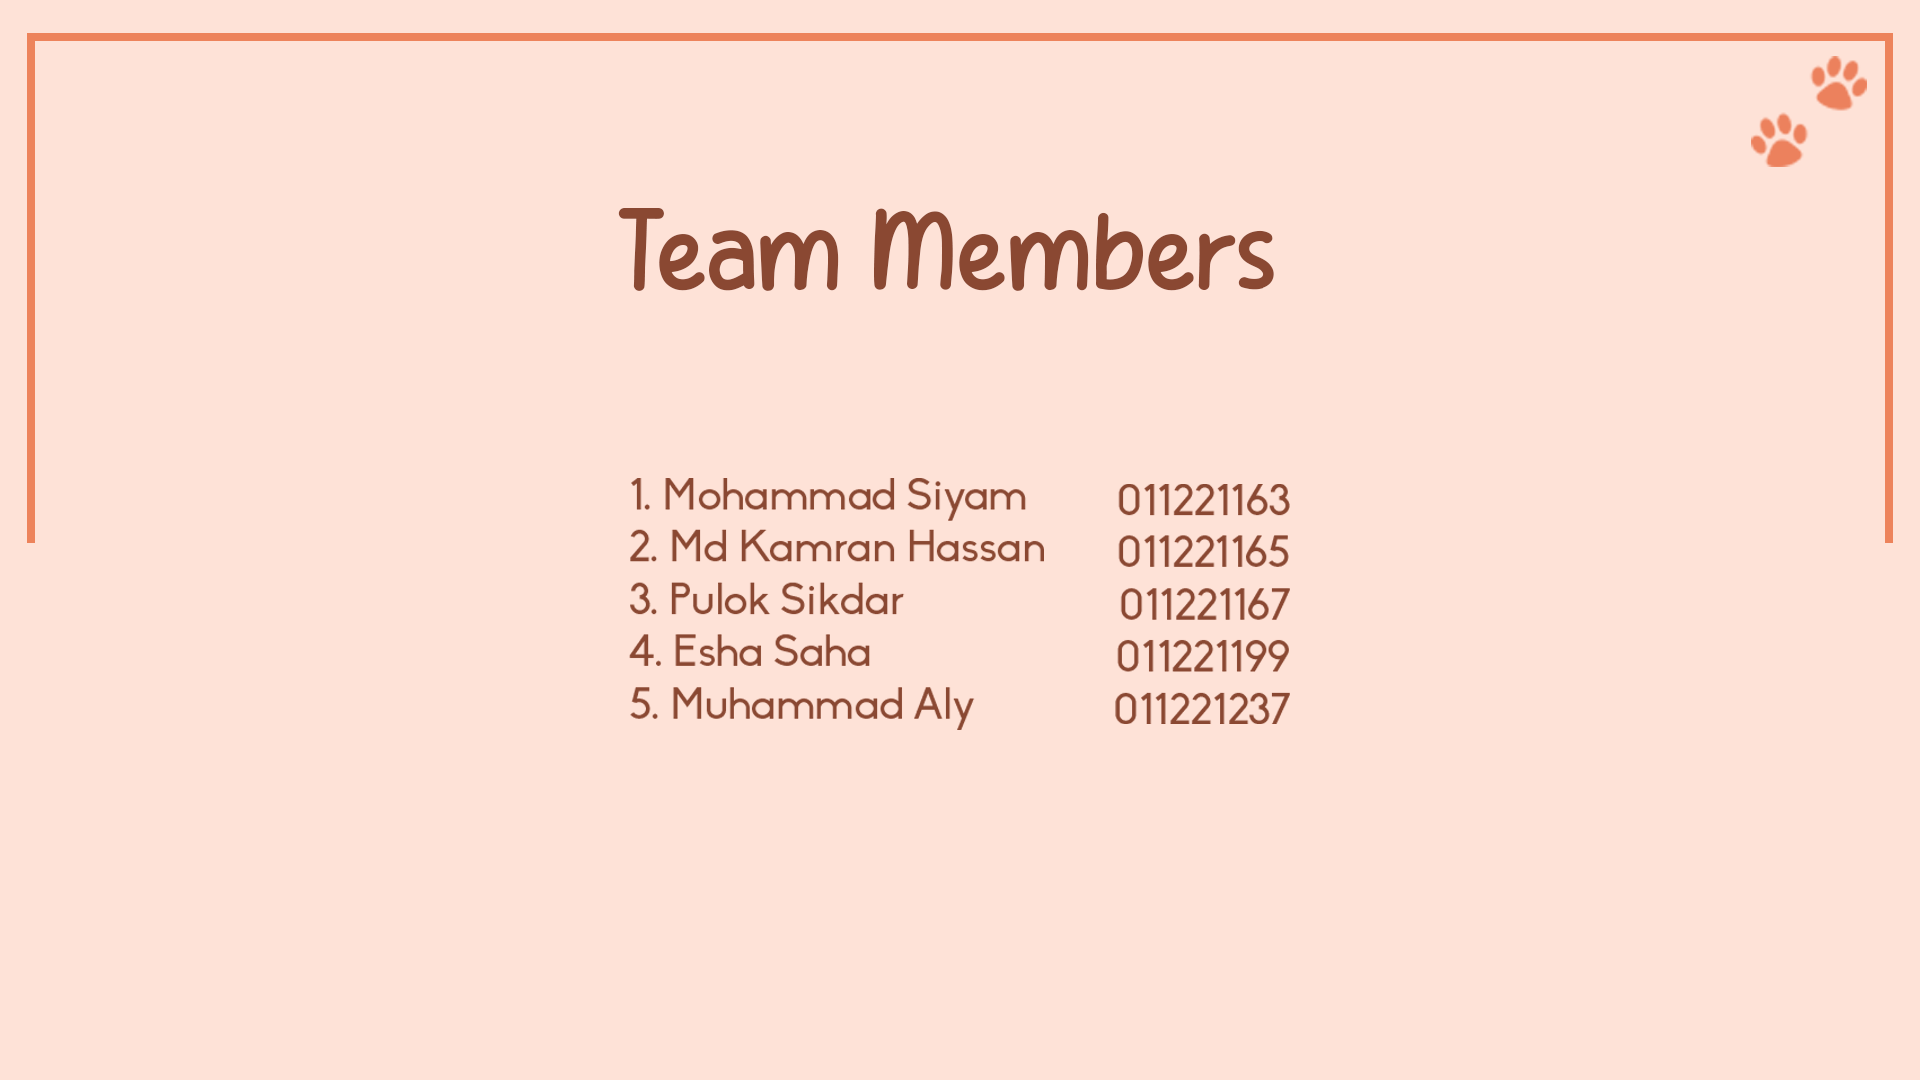 Team Members
1. Mohammad Siyam 011221163
2. Md Kamran Hassan 011221165
3. Pulok Sikdar 011221167
4. Esha Saha 011221199
5. Muhammad Aly 011221237